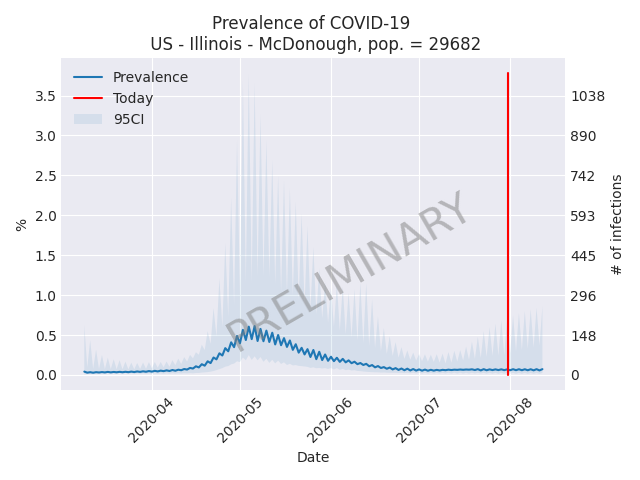 Prevalence of COVID-19
US - Illinois - McDonough, pop. = 29682
Prevalence
Today
95CI
3.5
3.0
2.5
2.0
1.5
1.0
0.5
0.0
%
1038
890
742
593
445
296
148
0
# of infections
PRELIMINARY
2020-04
2020-05
2020-06
2020-07
2020-08
Date